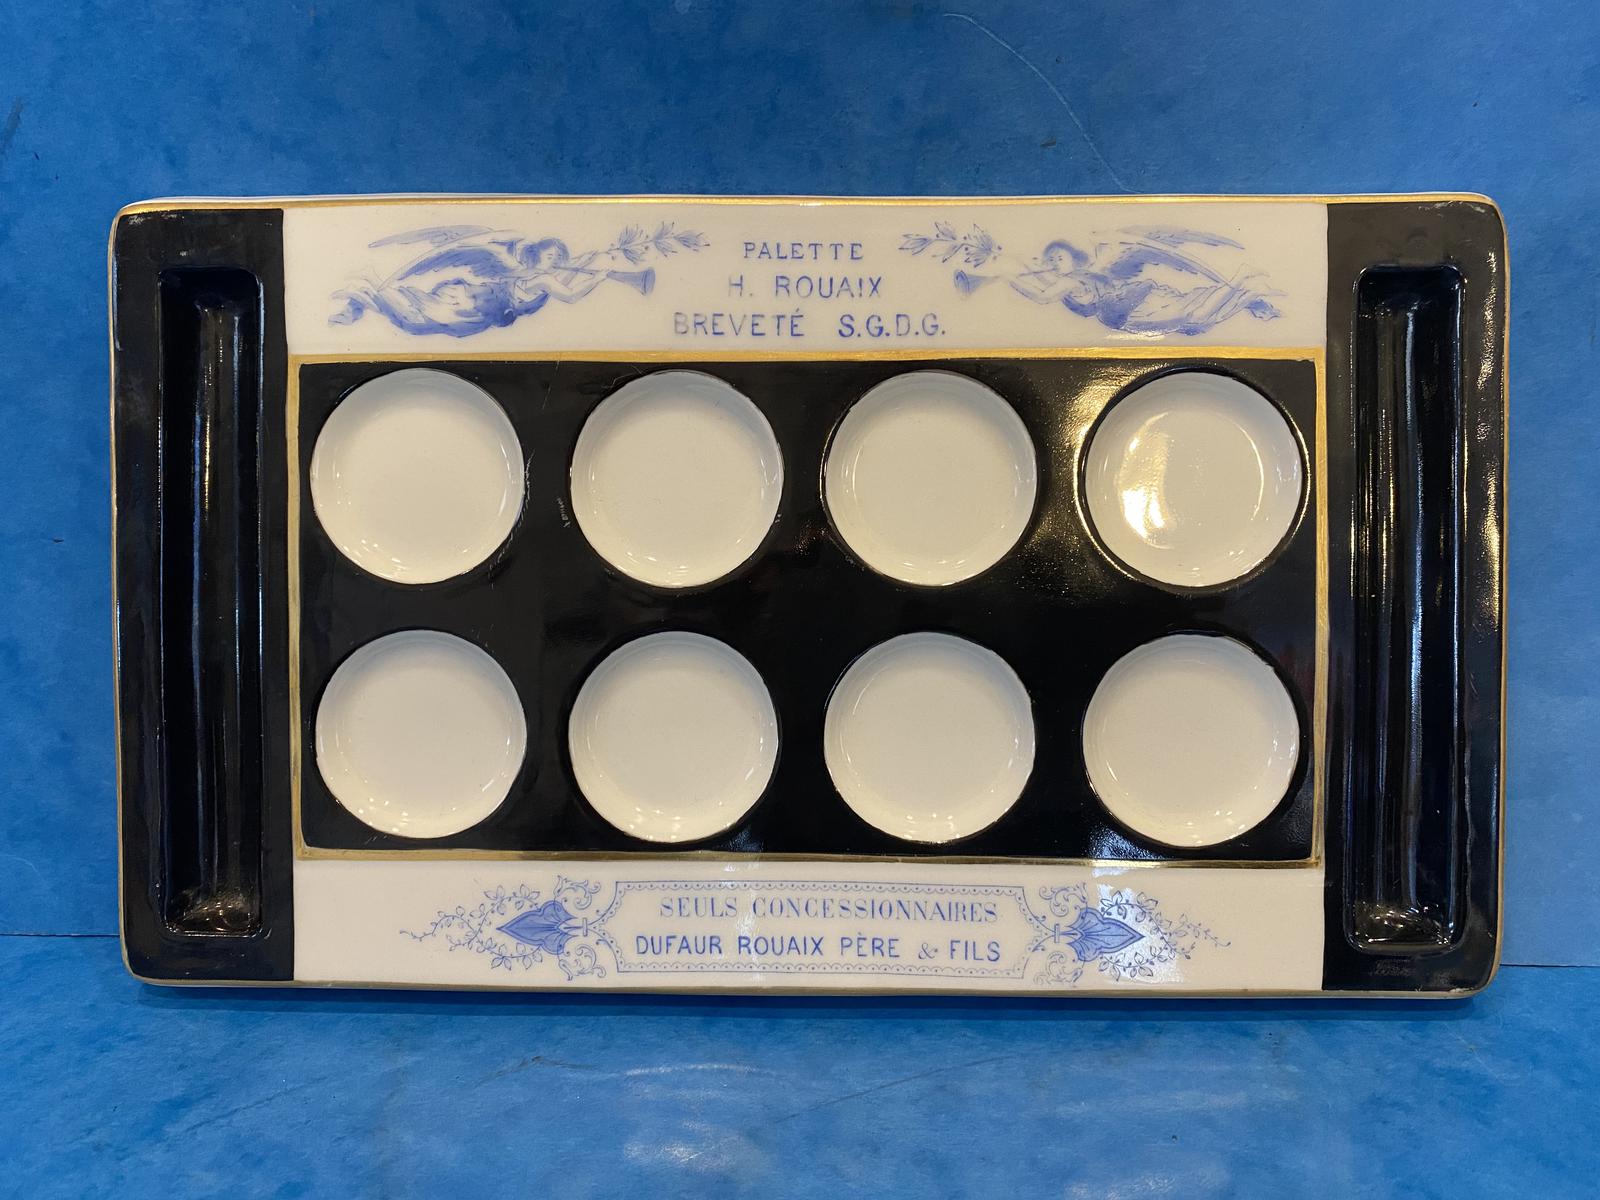 PALETTE
H. ROUAIX
BREVETÉ S.G.D.G.
SEULS CONCESSIONNAIRES
DUFAUR ROUAIX PÈRE & FILS